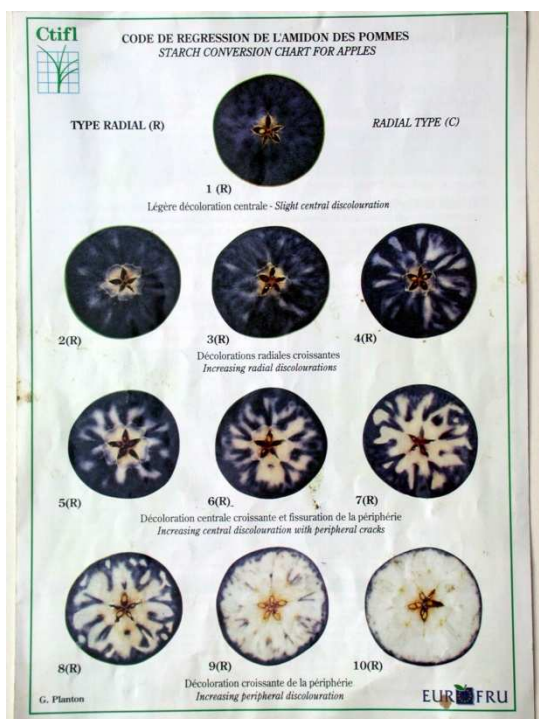 Ctifl
CODE DE REGRESSION DE L'AMIDON DES POMMES
STARCH CONVERSION CHART FOR APPLES
TYPE RADIAL (R)
RADIAL TYPE (C)
1 (R)
Légère décoloration centrale - Slight central discolouration
2(R)
3(R)
4(R)
Décolorations radiales croissantes
Increasing radial discolourations
5(R)
6(R)
7(R)
Décoloration centrale croissante et fissuration de la périphérie
Increasing central discolouration with peripheral cracks
8(R)
9(R)
10(R)
Décoloration croissante de la périphérie
Increasing peripheral discolouration
G. Planton
EUROFRU